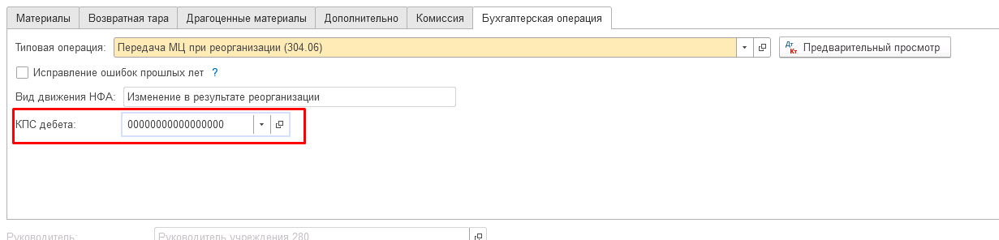 Материалы Возвратная тара Драгоценные материалы Дополнительно Комиссия Бухгалтерская операция
Типовая операция: Передача МЦ при реорганизации (304.06) Дт Кт Предварительный просмотр
Исправление ошибок прошлых лет ?
Вид движения НФА: Изменение в результате реорганизации
КПС дебета: 00000000000000000
Руководитель: Руководитель учреждения 280